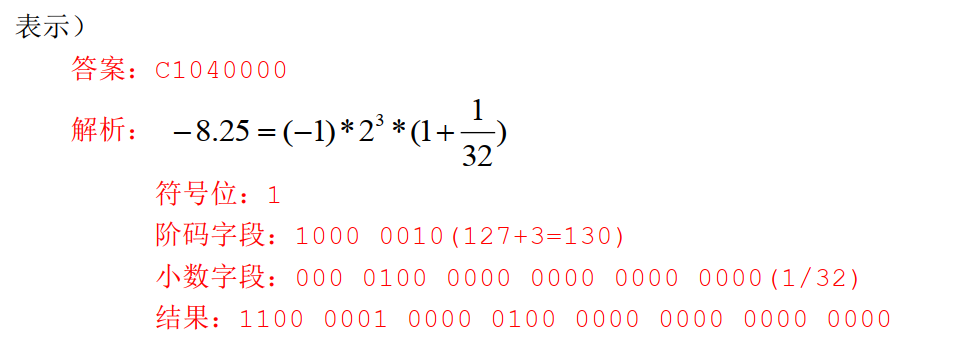 表示）
答案：C1040000
解析： −8.25 = (−1)*2³*(1+1/32)
符号位：1
阶码字段：1000 0010(127+3=130)
小数字段：000 0100 0000 0000 0000 0000(1/32)
结果：1100 0001 0000 0100 0000 0000 0000 0000